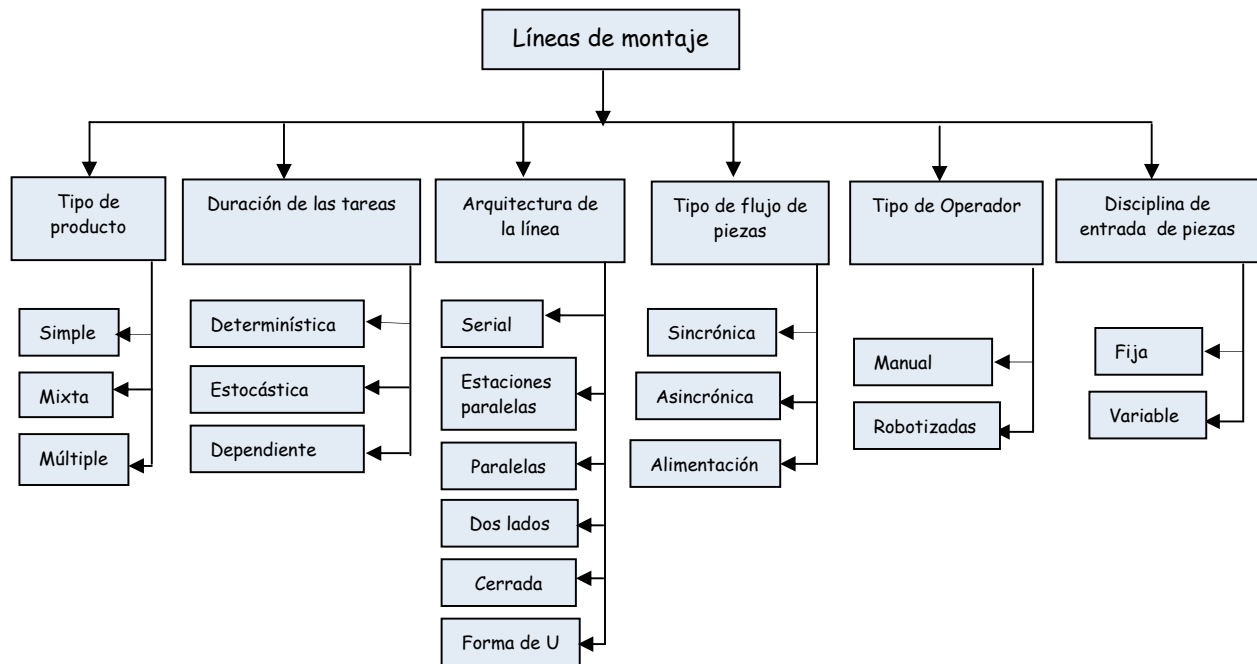 Líneas de montaje
Tipo de
producto
Duración de las tareas
Arquitectura de
la línea
Tipo de flujo de
piezas
Tipo de Operador
Disciplina de
entrada de piezas
Simple
Mixta
Múltiple
Determinística
Estocástica
Dependiente
Serial
Estaciones
paralelas
Paralelas
Dos lados
Cerrada
Forma de U
Sincrónica
Asincrónica
Alimentación
Manual
Robotizadas
Fija
Variable